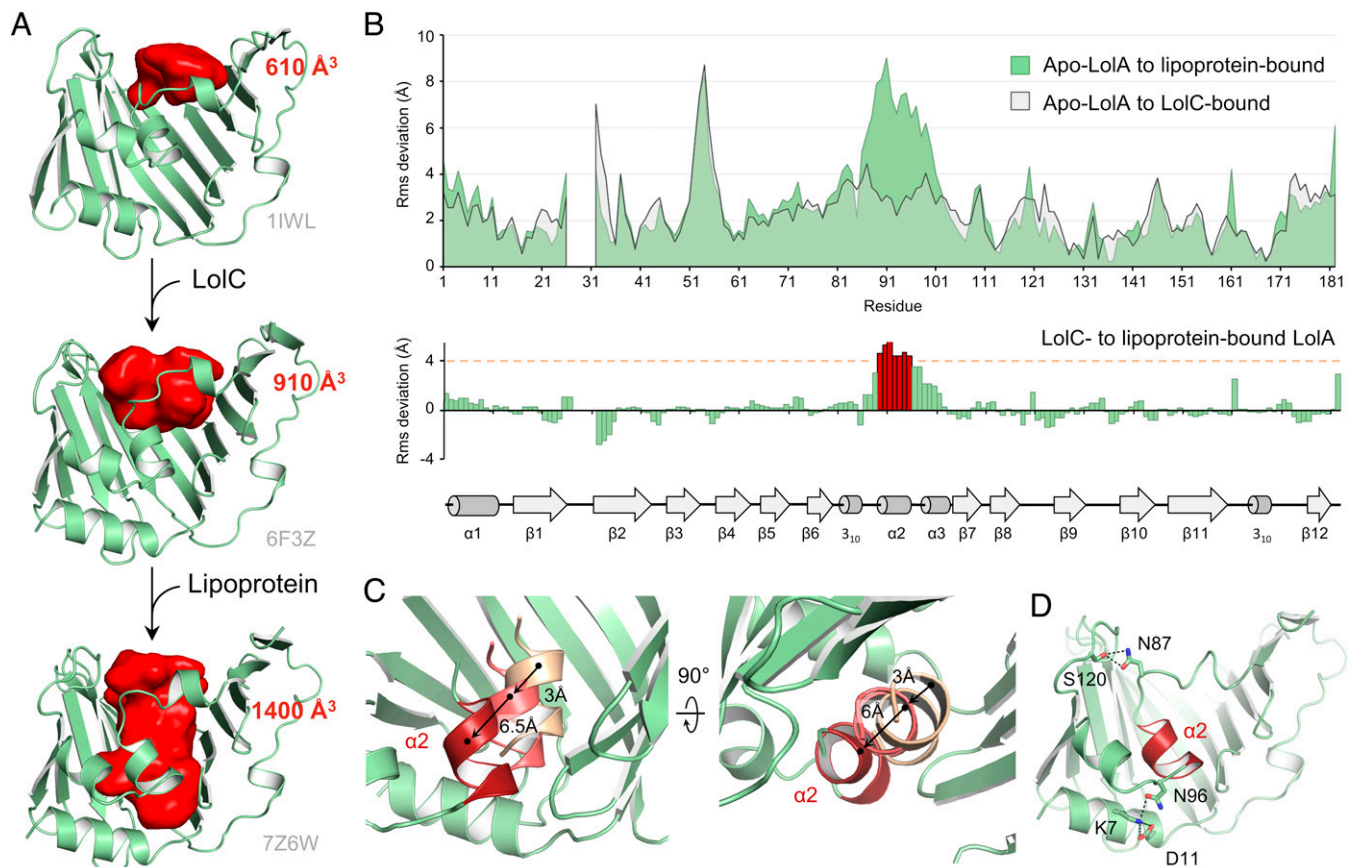 A
610 Å3
1IWL
LolC
910 Å3
6F3Z
Lipoprotein
1400 Å3
7Z6W
B
10
8
6
4
2
0
Rms deviation (Å)
Apo-LolA to lipoprotein-bound
Apo-LolA to LolC-bound
1 11 21 31 41 51 61 71 81 91 101 111 121 131 141 151 161 171 181
Residue
LolC- to lipoprotein-bound LolA
4
0
-4
Rms deviation (Å)
α1 β1 β2 β3 β4 β5 β6 310 α2 α3 β7 β8 β9 β10 β11 310 β12
C
3Å
6.5Å
α2
90°
3Å
6Å
α2
D
N87
S120
α2
N96
K7
D11